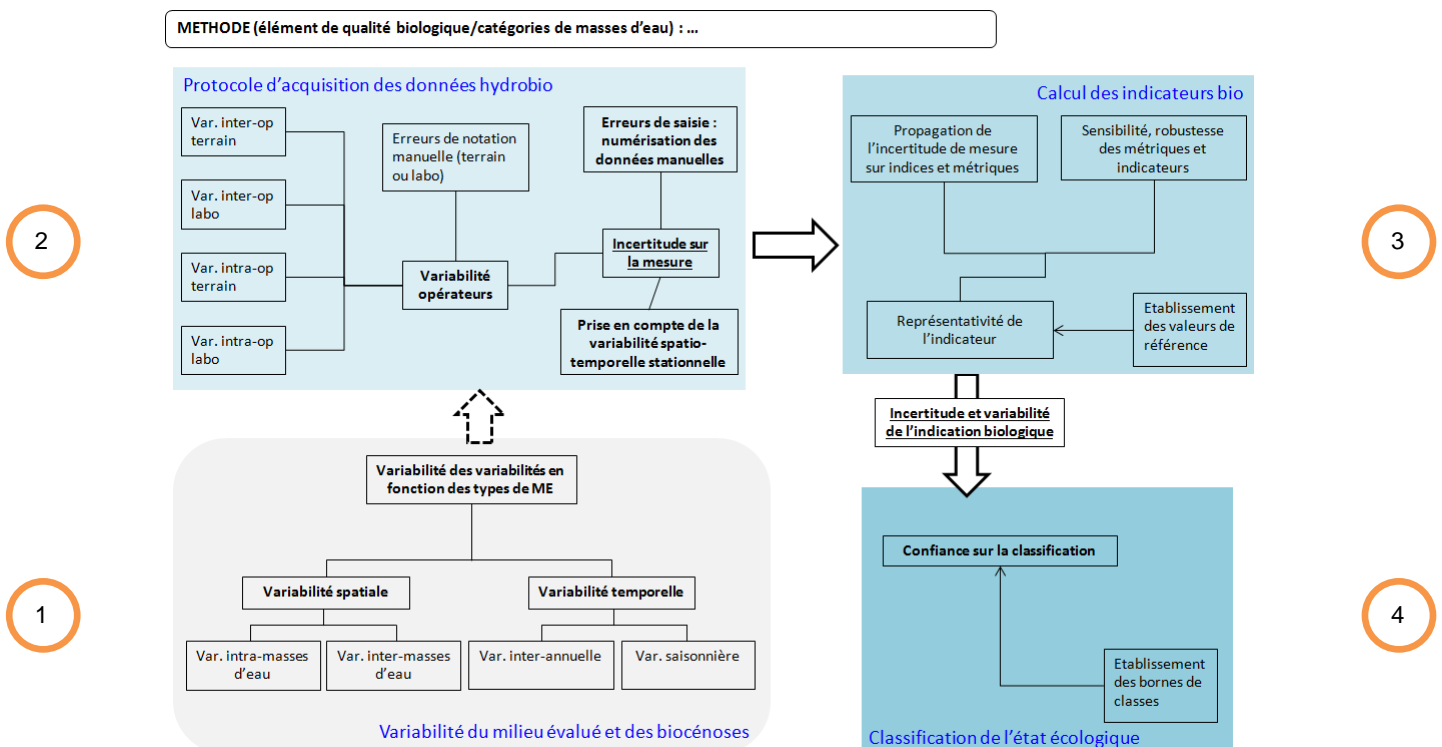 METHODE (élément de qualité biologique/catégories de masses d'eau) : ...
Protocole d'acquisition des données hydrobio
Var. inter-op
terrain
Var. inter-op
labo
Var. intra-op
terrain
Var. intra-op
labo
Erreurs de notation
manuelle (terrain
ou labo)
Variabilité
opérateurs
Erreurs de saisie :
numérisation des
données manuelles
Incertitude sur
la mesure
Prise en compte de la
variabilité spatio-
temporelle stationnelle
2
Calcul des indicateurs bio
Propagation de
l'incertitude de mesure
sur indices et métriques
Sensibilité, robustesse
des métriques et
indicateurs
Représentativité de
l'indicateur
Etablissement
des valeurs de
référence
3
Incertitude et variabilité
de l'indication biologique
Variabilité des variabilités en
fonction des types de ME
Variabilité spatiale
Variabilité temporelle
Var. intra-masses
d'eau
Var. inter-masses
d'eau
Var. inter-annuelle
Var. saisonnière
Variabilité du milieu évalué et des biocénoses
1
Confiance sur la classification
Etablissement
des bornes de
classes
Classification de l'état écologique
4